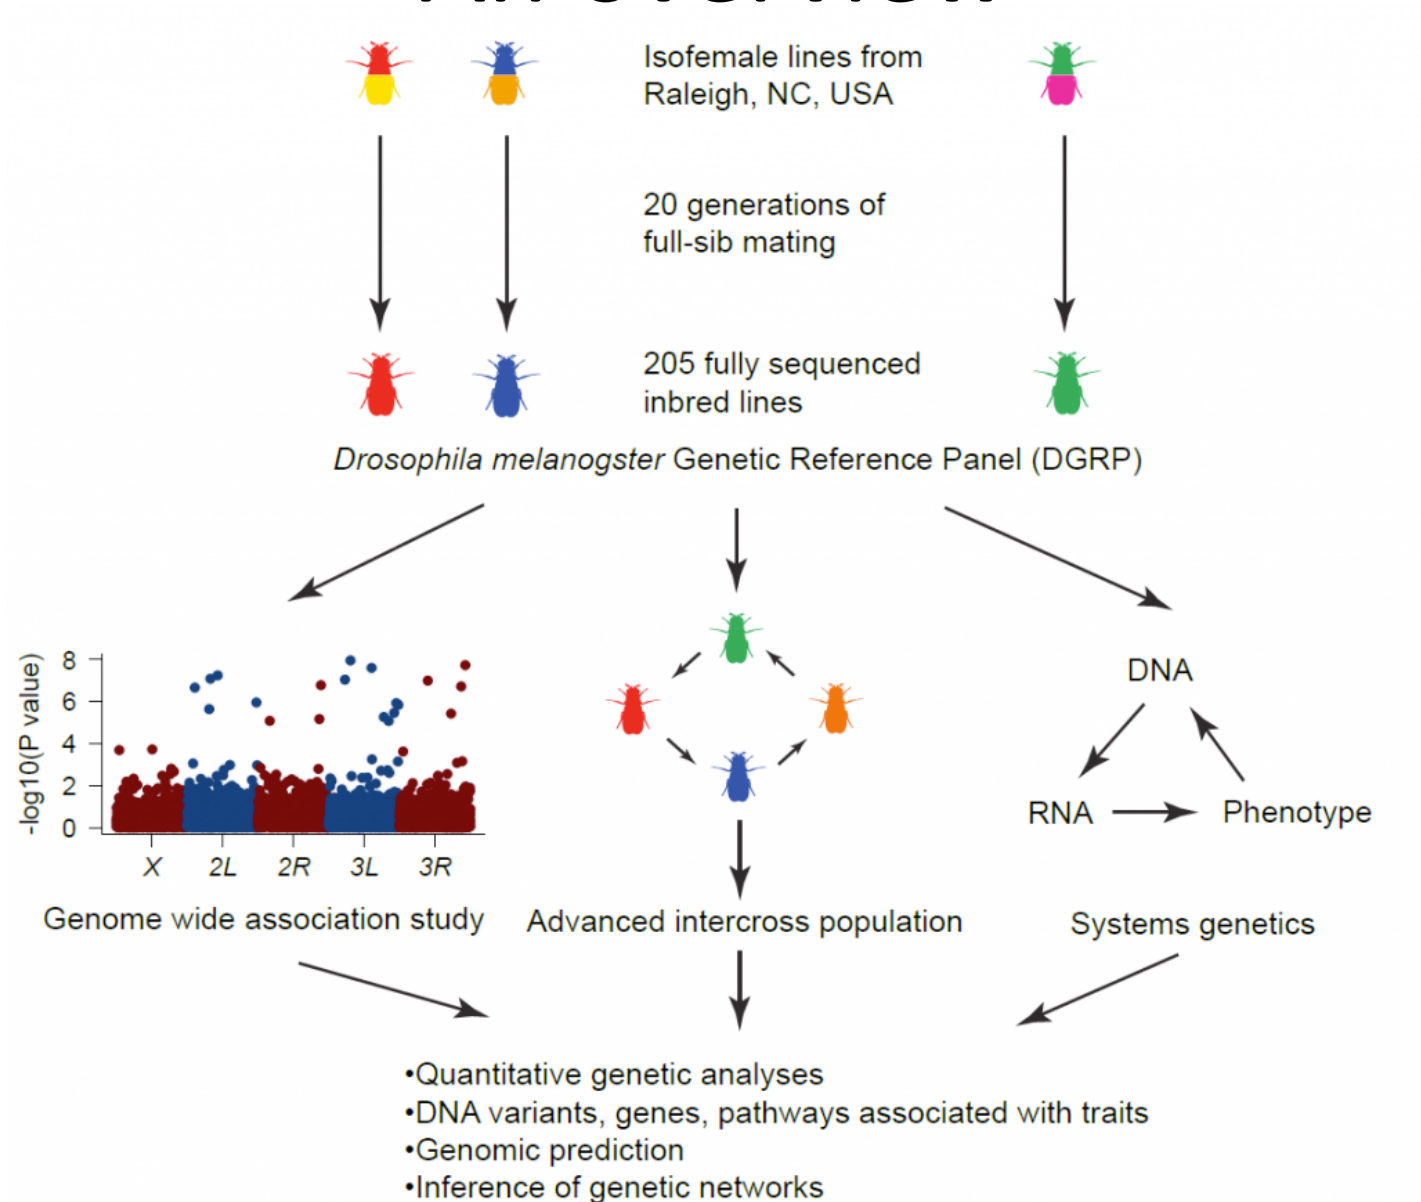 Isofemale lines from
Raleigh, NC, USA
20 generations of
full-sib mating
205 fully sequenced
inbred lines
Drosophila melanogster Genetic Reference Panel (DGRP)
-log10(P value)
8
6
4
2
0
X 2L 2R 3L 3R
Genome wide association study
Advanced intercross population
DNA
RNA
Phenotype
Systems genetics
•Quantitative genetic analyses
•DNA variants, genes, pathways associated with traits
•Genomic prediction
•Inference of genetic networks